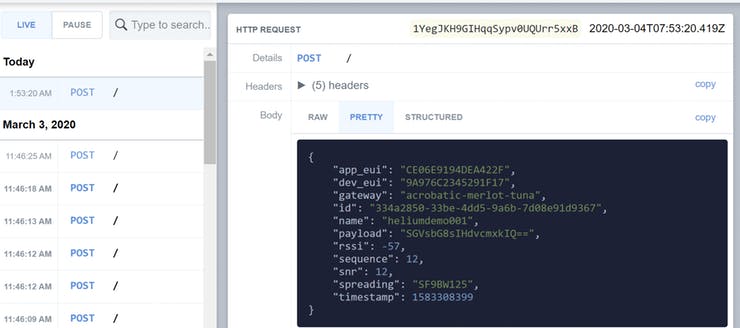 LIVE PAUSE Type to search..
Today
1:53:20 AM POST /
March 3, 2020
11:46:25 AM POST /
11:46:18 AM POST /
11:46:13 AM POST /
11:46:12 AM POST /
11:46:12 AM POST /
11:46:09 AM POST /
HTTP REQUEST 1YegJKH9GIHqqSypv0UQUrr5xxB 2020-03-04T07:53:20.419Z
Details POST /
Headers ▶ (5) headers copy
Body RAW PRETTY STRUCTURED copy
{
"app_eui": "CE06E9194DEA422F",
"dev_eui": "9A976C2345291F17",
"gateway": "acrobatic-merlot-tuna",
"id": "334a2850-33be-4dd5-9a6b-7d08e91d9367",
"name": "heliumdemo001",
"payload": "SGVsbG8sIHdvcmxkIQ==",
"rssi": -57,
"sequence": 12,
"snr": 12,
"spreading": "SF9BW125",
"timestamp": 1583308399
}